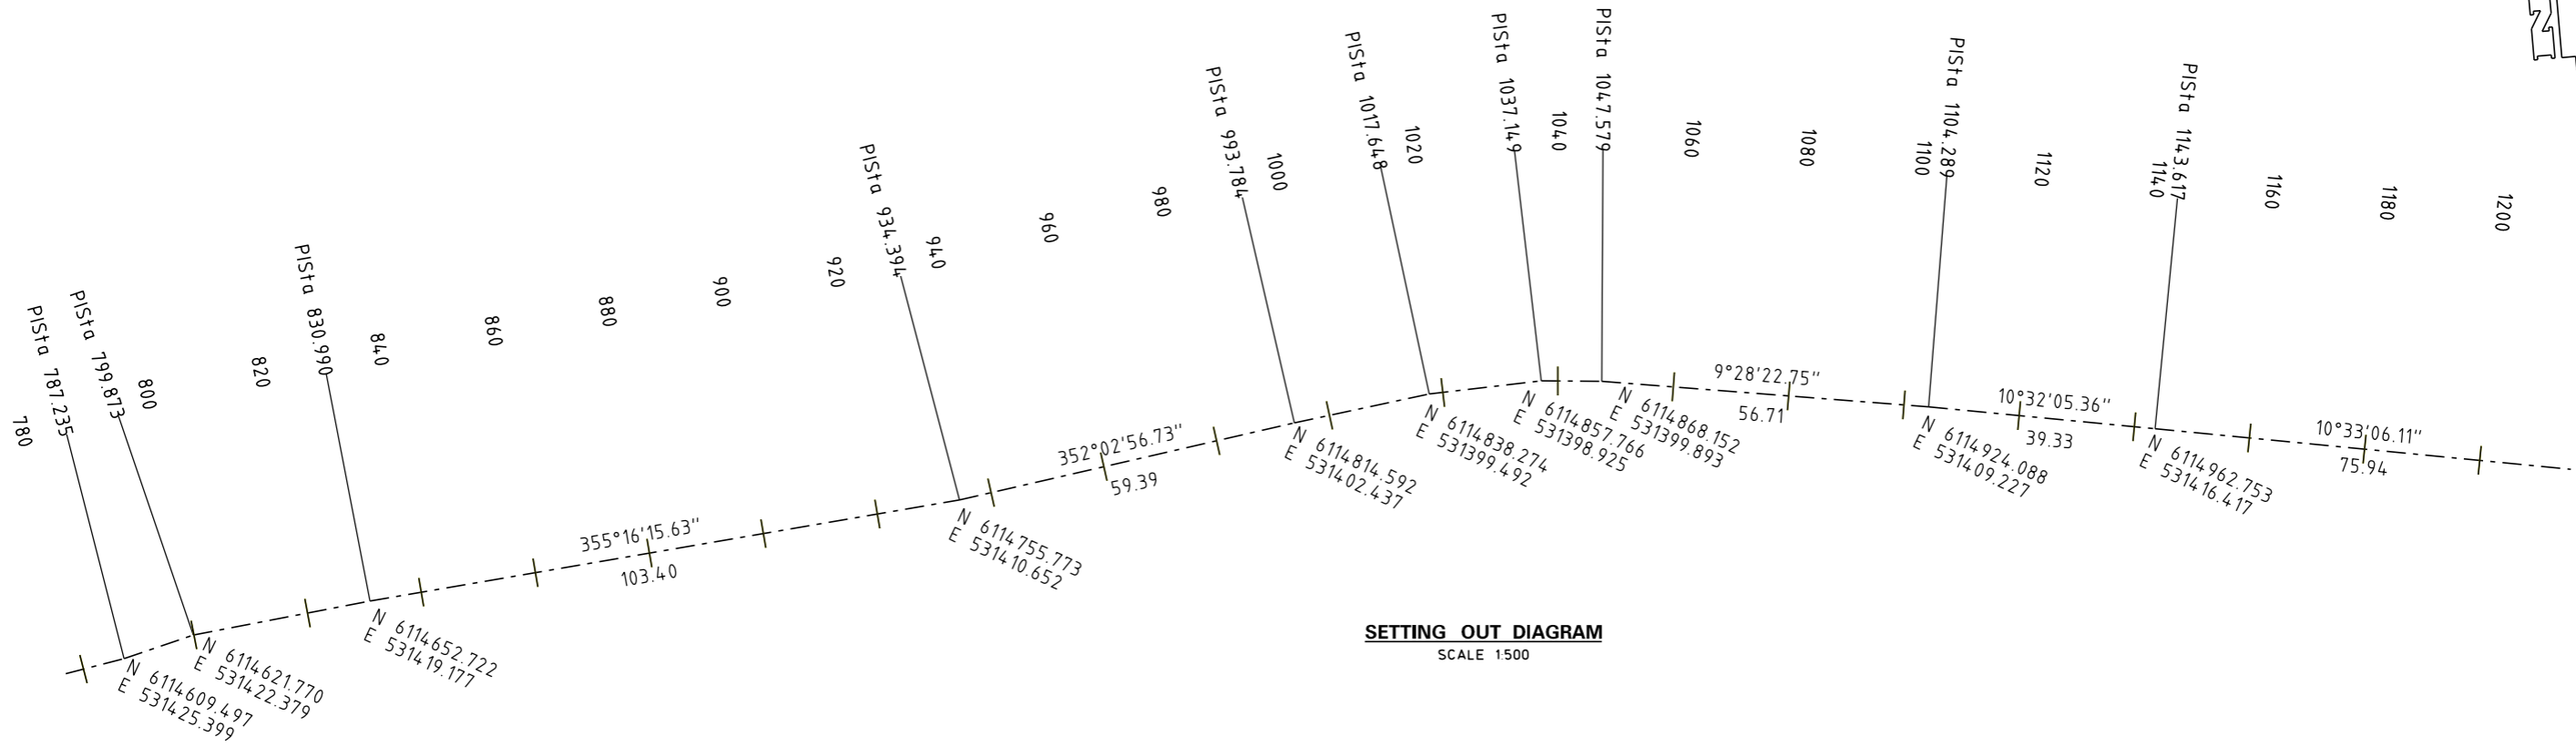 PISta 787.235
PISta 799.873
PISta 830.990
PISta 934.394
PISta 993.784
PISta 1017.648
PISta 1037.149
PISta 1047.579
PISta 1104.289
PISta 1143.617
780
800
820
840
860
880
900
920
940
960
980
1000
1020
1040
1060
1080
1100
1120
1140
1160
1180
1200
355°16'15.63''
103.40
352°02'56.73''
59.39
9°28'22.75''
56.71
10°32'05.36''
39.33
10°33'06.11''
75.94
N 6114609.497
E 531425.399
N 6114621.770
E 531422.379
N 6114652.722
E 531419.177
N 6114755.773
E 531410.652
N 6114814.592
E 531402.437
N 6114838.274
E 531399.492
N 6114857.766
E 531398.925
N 6114868.152
E 531399.893
N 6114924.088
E 531409.227
N 6114962.753
E 531416.417
N
SETTING OUT DIAGRAM
SCALE 1:500